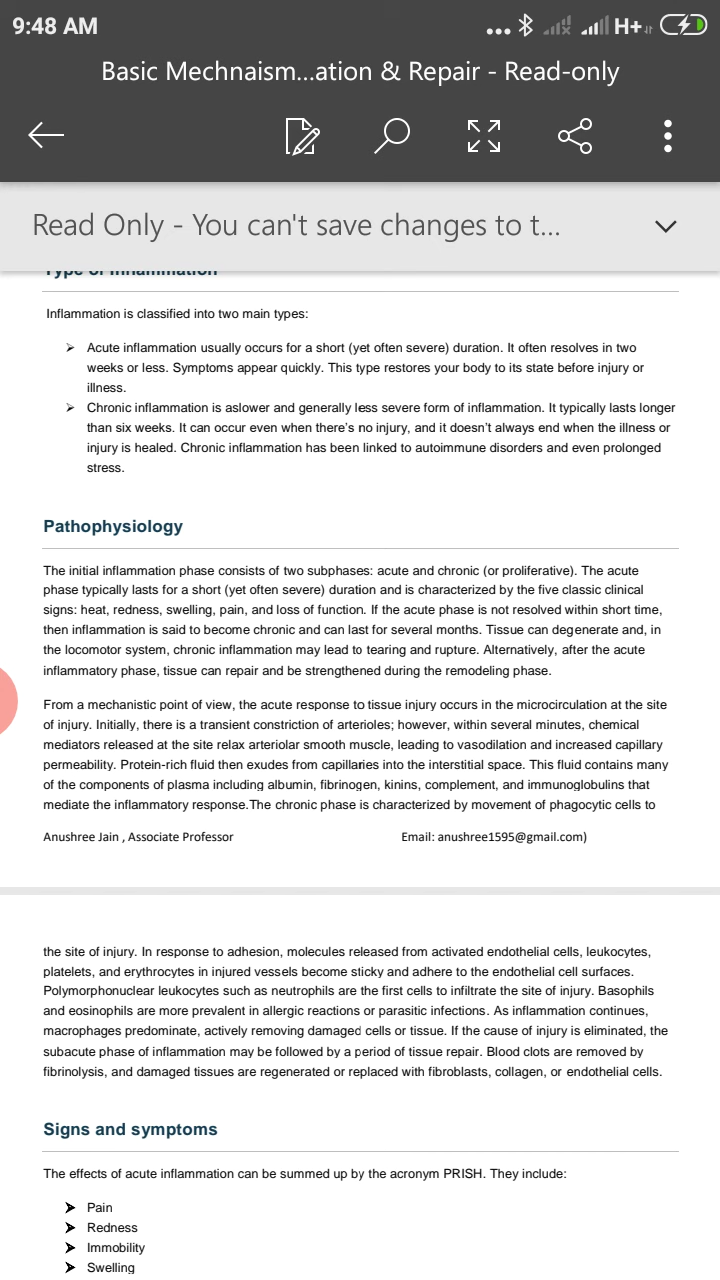 9:48 AM
H+
Basic Mechnaism...ation & Repair - Read-only
Read Only - You can't save changes to t...
Type of Inflammation
Inflammation is classified into two main types:
➢ Acute inflammation usually occurs for a short (yet often severe) duration. It often resolves in two
weeks or less. Symptoms appear quickly. This type restores your body to its state before injury or
illness.
➢ Chronic inflammation is aslower and generally less severe form of inflammation. It typically lasts longer
than six weeks. It can occur even when there's no injury, and it doesn't always end when the illness or
injury is healed. Chronic inflammation has been linked to autoimmune disorders and even prolonged
stress.
Pathophysiology
The initial inflammation phase consists of two subphases: acute and chronic (or proliferative). The acute
phase typically lasts for a short (yet often severe) duration and is characterized by the five classic clinical
signs: heat, redness, swelling, pain, and loss of function. If the acute phase is not resolved within short time,
then inflammation is said to become chronic and can last for several months. Tissue can degenerate and, in
the locomotor system, chronic inflammation may lead to tearing and rupture. Alternatively, after the acute
inflammatory phase, tissue can repair and be strengthened during the remodeling phase.
From a mechanistic point of view, the acute response to tissue injury occurs in the microcirculation at the site
of injury. Initially, there is a transient constriction of arterioles; however, within several minutes, chemical
mediators released at the site relax arteriolar smooth muscle, leading to vasodilation and increased capillary
permeability. Protein-rich fluid then exudes from capillaries into the interstitial space. This fluid contains many
of the components of plasma including albumin, fibrinogen, kinins, complement, and immunoglobulins that
mediate the inflammatory response.The chronic phase is characterized by movement of phagocytic cells to
Anushree Jain , Associate Professor Email: anushree1595@gmail.com)
the site of injury. In response to adhesion, molecules released from activated endothelial cells, leukocytes,
platelets, and erythrocytes in injured vessels become sticky and adhere to the endothelial cell surfaces.
Polymorphonuclear leukocytes such as neutrophils are the first cells to infiltrate the site of injury. Basophils
and eosinophils are more prevalent in allergic reactions or parasitic infections. As inflammation continues,
macrophages predominate, actively removing damaged cells or tissue. If the cause of injury is eliminated, the
subacute phase of inflammation may be followed by a period of tissue repair. Blood clots are removed by
fibrinolysis, and damaged tissues are regenerated or replaced with fibroblasts, collagen, or endothelial cells.
Signs and symptoms
The effects of acute inflammation can be summed up by the acronym PRISH. They include:
➢ Pain
➢ Redness
➢ Immobility
➢ Swelling